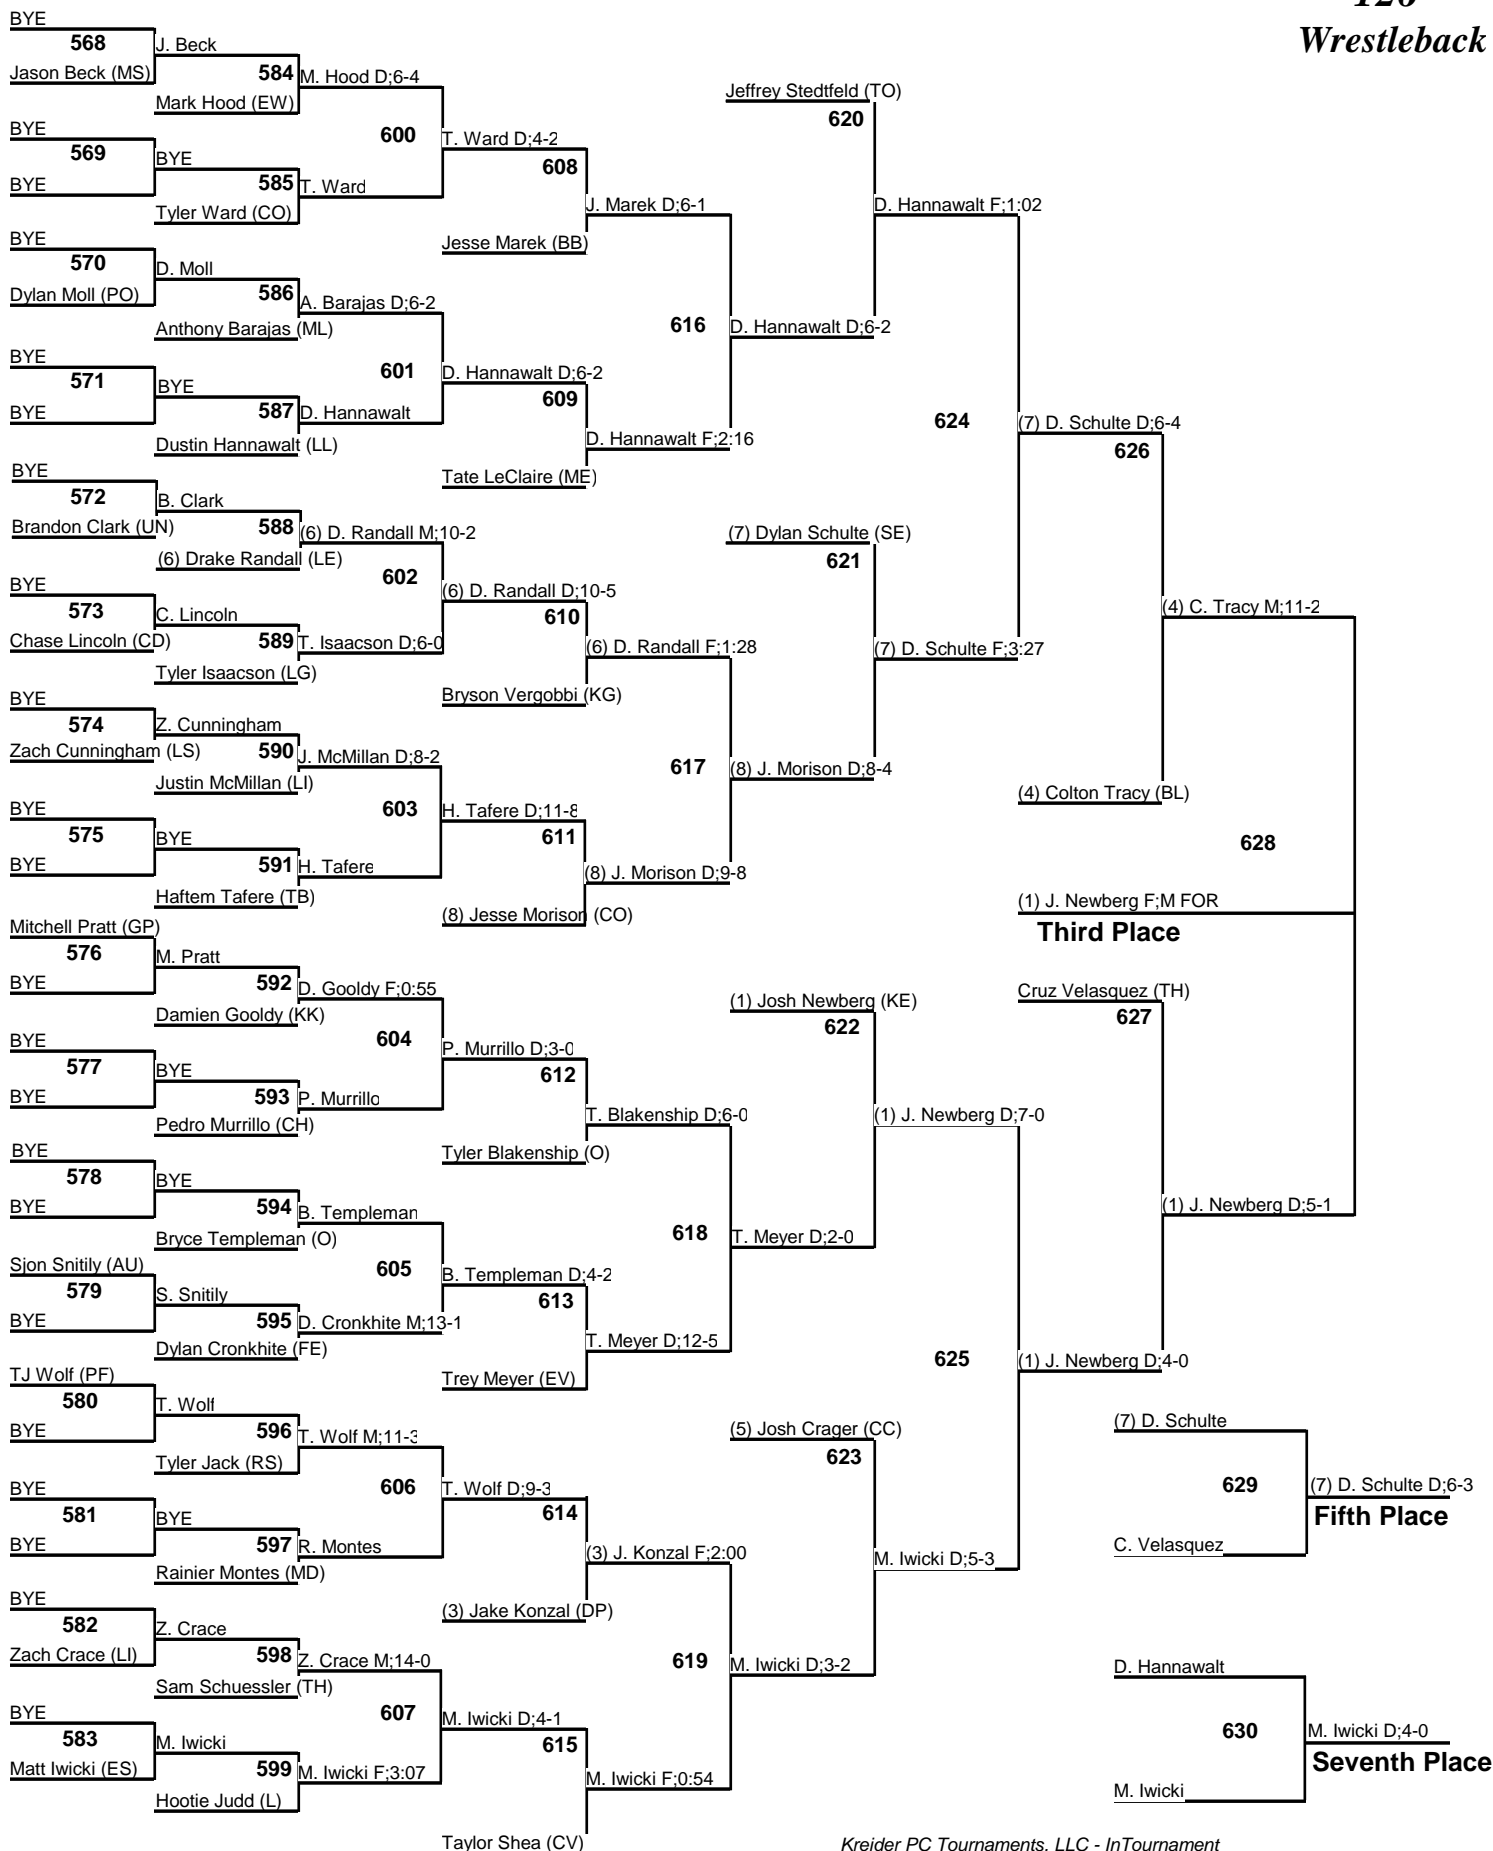 Wrestleback
BYE
568
Jason Beck (MS)
BYE
569
BYE
BYE
570
Dylan Moll (PO)
BYE
571
BYE
BYE
572
Brandon Clark (UN)
BYE
573
Chase Lincoln (CD)
BYE
574
Zach Cunningham (LS)
BYE
575
BYE
Mitchell Pratt (GP)
576
BYE
BYE
577
BYE
BYE
578
BYE
Sjon Snitily (AU)
579
BYE
TJ Wolf (PF)
580
BYE
BYE
581
BYE
BYE
582
Zach Crace (LI)
BYE
583
Matt Iwicki (ES)
J. Beck
584
Mark Hood (EW)
BYE
585
Tyler Ward (CO)
D. Moll
586
Anthony Barajas (ML)
BYE
587
Dustin Hannawalt (LL)
B. Clark
588
(6) Drake Randall (LE)
C. Lincoln
589
Tyler Isaacson (LG)
Z. Cunningham
590
Justin McMillan (LI)
BYE
591
Haftem Tafere (TB)
M. Pratt
592
Damien Gooldy (KK)
BYE
593
Pedro Murrillo (CH)
BYE
594
Bryce Templeman (O)
S. Snitily
595
Dylan Cronkhite (FE)
T. Wolf
596
Tyler Jack (RS)
BYE
597
Rainier Montes (MD)
Z. Crace
598
Sam Schuessler (TH)
M. Iwicki
599
Hootie Judd (L)
M. Hood D;6-4
600
T. Ward
A. Barajas D;6-2
601
D. Hannawalt
(6) D. Randall M;10-2
602
T. Isaacson D;6-0
J. McMillan D;8-2
603
H. Tafere
D. Gooldy F;0:55
604
P. Murrillo
B. Templeman
605
D. Cronkhite M;13-1
T. Wolf M;11-3
606
R. Montes
Z. Crace M;14-0
607
M. Iwicki F;3:07
T. Ward D;4-2
608
Jesse Marek (BB)
D. Hannawalt D;6-2
609
Tate LeClaire (ME)
(6) D. Randall D;10-5
610
Bryson Vergobbi (KG)
H. Tafere D;11-8
611
(8) Jesse Morison (CO)
P. Murrillo D;3-0
612
Tyler Blakenship (O)
B. Templeman D;4-2
613
Trey Meyer (EV)
T. Wolf D;9-3
614
(3) Jake Konzal (DP)
M. Iwicki D;4-1
615
Taylor Shea (CV)
J. Marek D;6-1
616
D. Hannawalt F;2:16
(6) D. Randall F;1:28
617
(8) J. Morison D;9-8
T. Blakenship D;6-0
618
T. Meyer D;12-5
(3) J. Konzal F;2:00
619
M. Iwicki F;0:54
Jeffrey Stedtfeld (TO)
620
D. Hannawalt D;6-2
(7) Dylan Schulte (SE)
621
(8) J. Morison D;8-4
(1) Josh Newberg (KE)
622
T. Meyer D;2-0
(5) Josh Crager (CC)
623
M. Iwicki D;3-2
D. Hannawalt F;1:02
624
(7) D. Schulte F;3:27
(1) J. Newberg D;7-0
625
M. Iwicki D;5-3
(7) D. Schulte D;6-4
626
(4) Colton Tracy (BL)
Cruz Velasquez (TH)
627
(1) J. Newberg D;4-0
(4) C. Tracy M;11-2
628
(1) J. Newberg D;5-1
(1) J. Newberg F;M FOR
Third Place
(7) D. Schulte
629
C. Velasquez
(7) D. Schulte D;6-3
Fifth Place
D. Hannawalt
630
M. Iwicki
M. Iwicki D;4-0
Seventh Place
Kreider PC Tournaments, LLC - InTournament